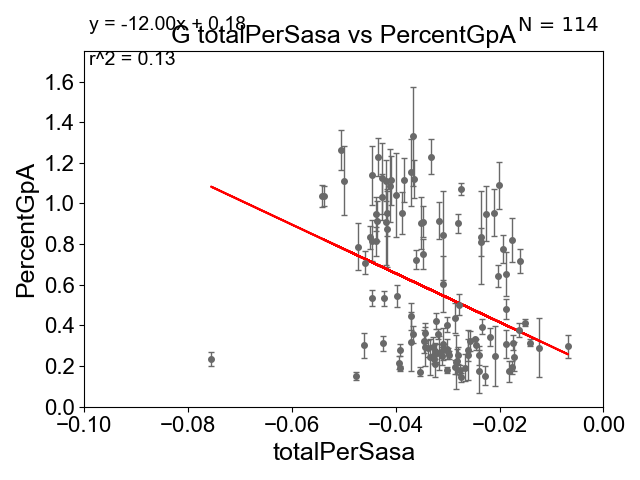 y = -12.00x + 0.18
N = 114
G totalPerSasa vs PercentGpA
r^2 = 0.13
PercentGpA
1.6
1.4
1.2
1.0
0.8
0.6
0.4
0.2
0.0
−0.10
−0.08
−0.06
−0.04
−0.02
0.00
totalPerSasa